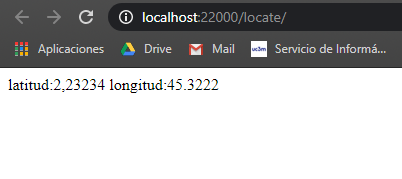 localhost:22000/locate/
Aplicaciones Drive Mail uc3m Servicio de Informá...
latitud:2,23234 longitud:45.3222